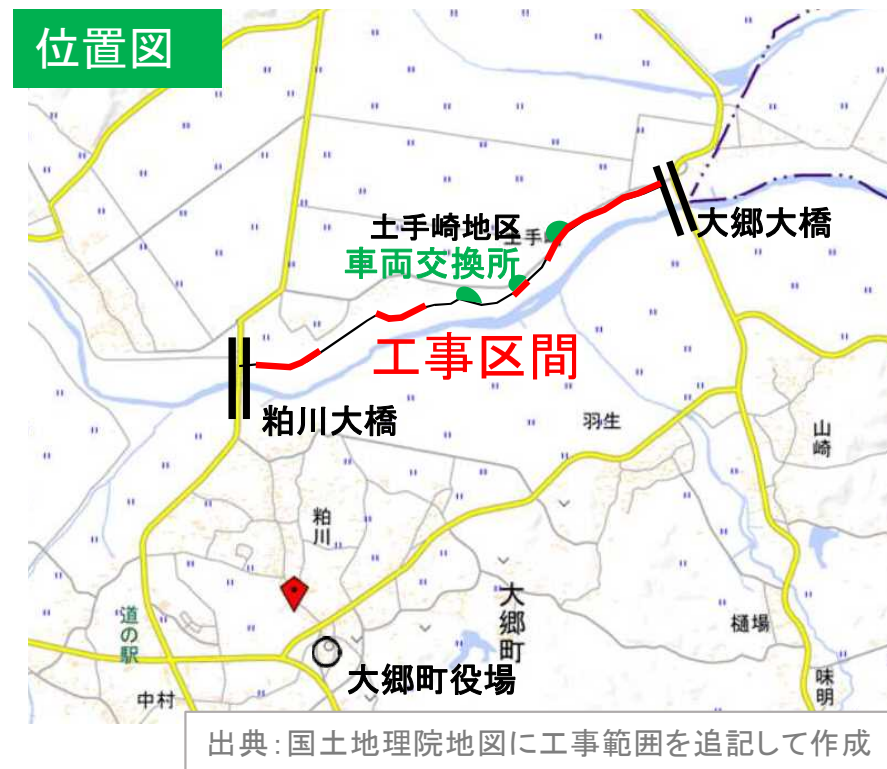 位置図
土手崎地区
土手
車両交換所
大郷大橋
工事区間
粕川大橋
羽生
山崎
粕川
大郷町
道の駅
樋場
大郷町役場
中村
味明
出典：国土地理院地図に工事範囲を追記して作成